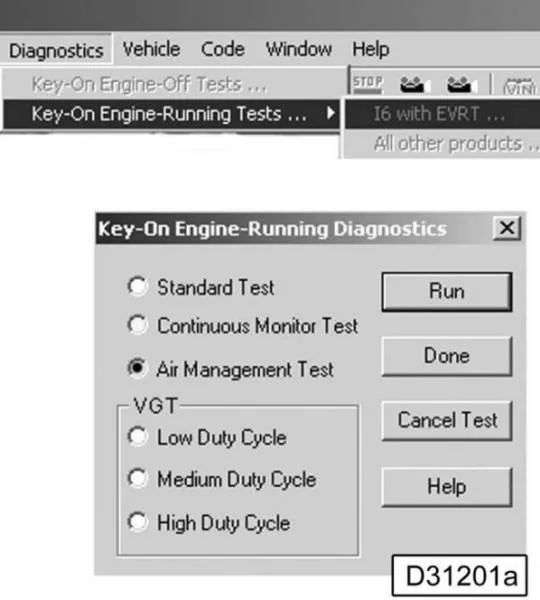 Diagnostics Vehicle Code Window Help
Key-On Engine-Off Tests ...
STOP
VIN
Key-On Engine-Running Tests ...
I6 with EVRT ...
All other products ..
Key-On Engine-Running Diagnostics
Standard Test
Run
Continuous Monitor Test
Done
Air Management Test
VGT
Cancel Test
Low Duty Cycle
Medium Duty Cycle
Help
High Duty Cycle
D31201a